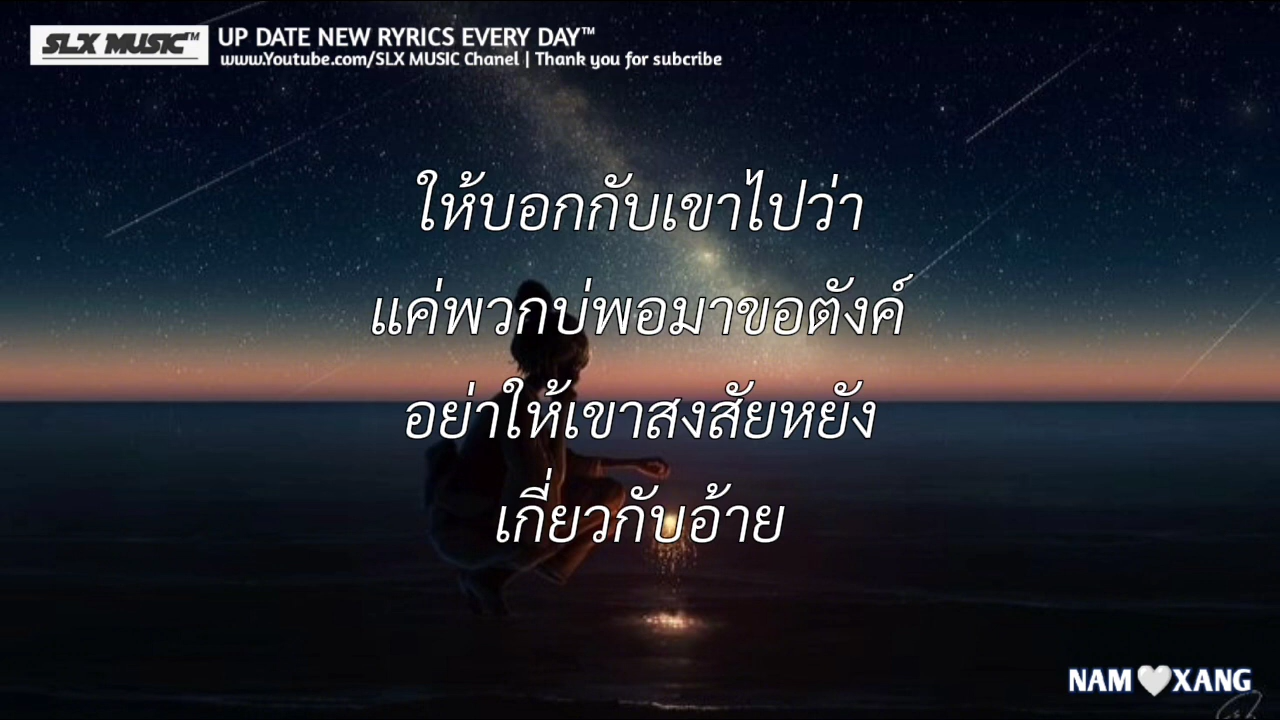 SLX MUSIC™
UP DATE NEW RYRICS EVERY DAY™
www.Youtube.com/SLX MUSIC Chanel | Thank you for subcribe
ให้บอกกับเขาไปว่า
แค่พวกบ่พอมาขอตังค์
อย่าให้เขาสงสัยหยัง
เกี่ยวกับอ้าย
NAM🤍XANG